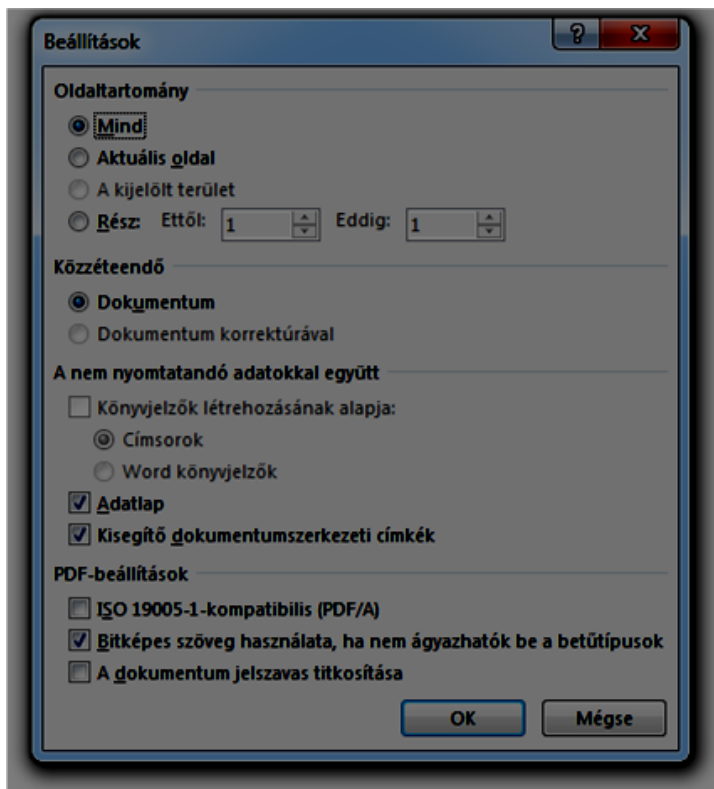 Beállítások
Oldaltartomány
Mind
Aktuális oldal
A kijelölt terület
Rész: Ettől: 1 Eddig: 1
Közzéteendő
Dokumentum
Dokumentum korrektúrával
A nem nyomtatandó adatokkal együtt
Könyvjelzők létrehozásának alapja:
Címsorok
Word könyvjelzők
Adatlap
Kisegítő dokumentumszerkezeti címkék
PDF-beállítások
ISO 19005-1-kompatibilis (PDF/A)
Bitképes szöveg használata, ha nem ágyazhatók be a betűtípusok
A dokumentum jelszavas titkosítása
OK Mégse